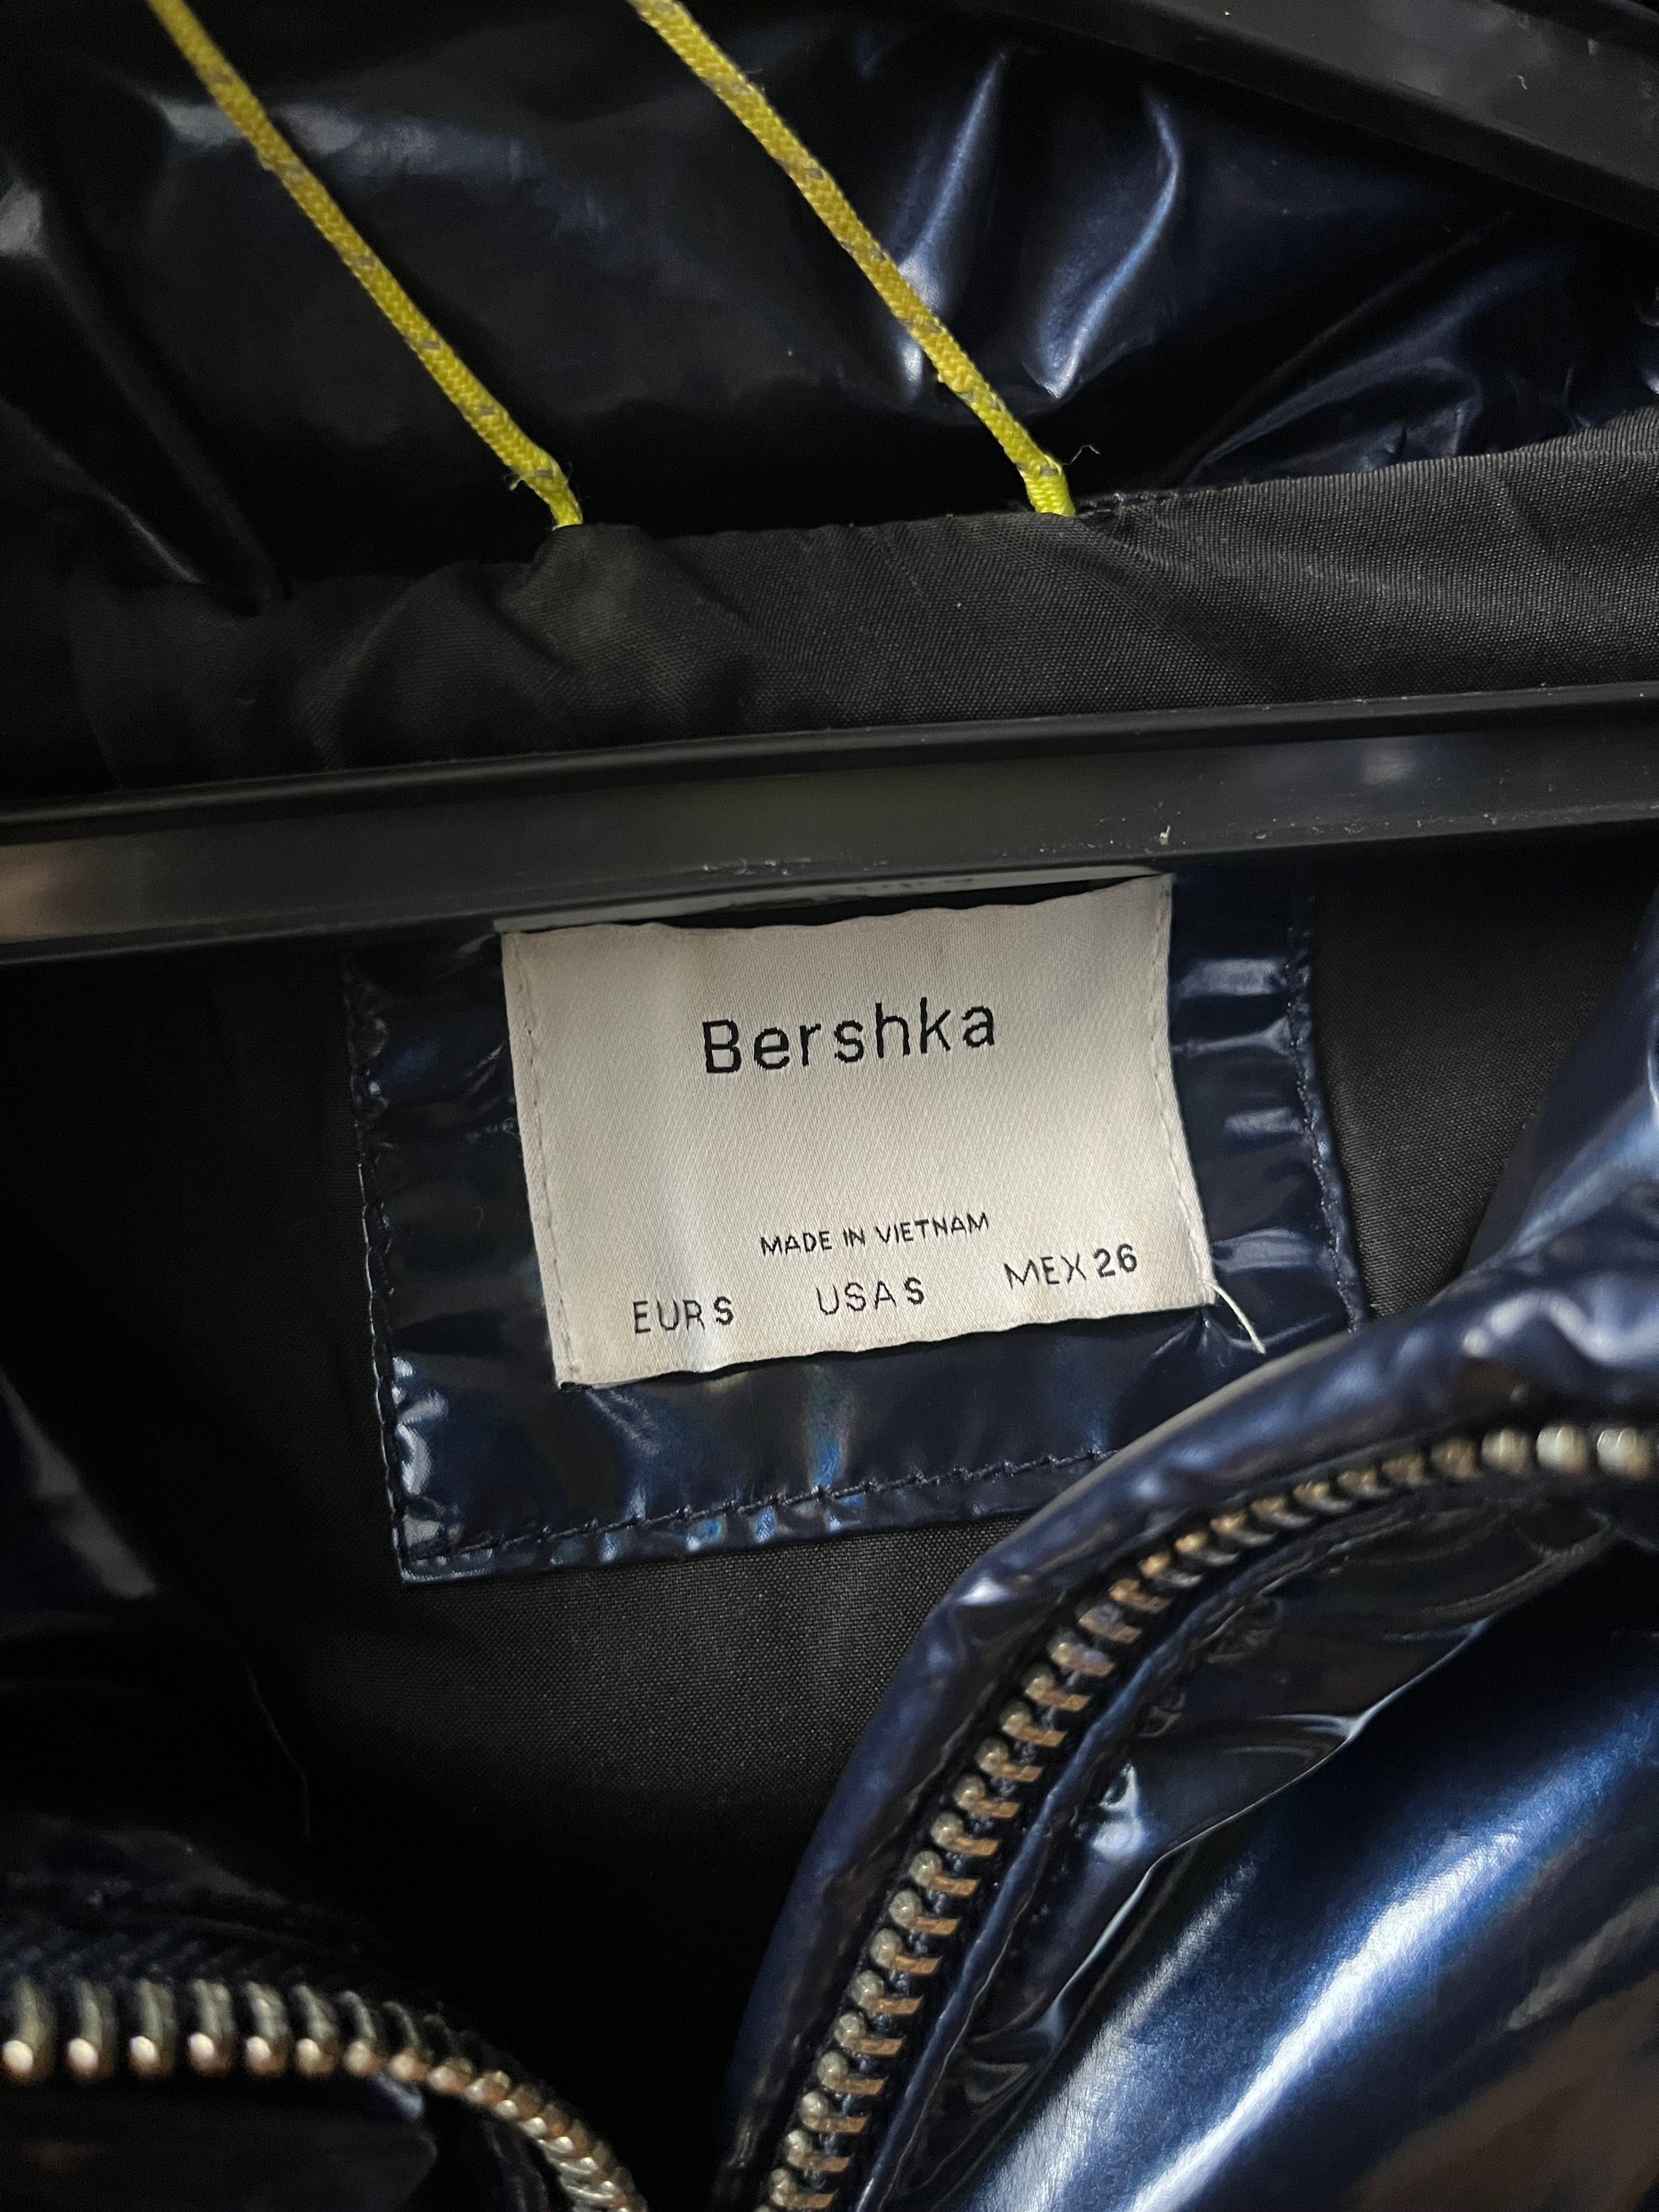 Bershka
MADE IN VIETNAM
EUR S USA S MEX 26